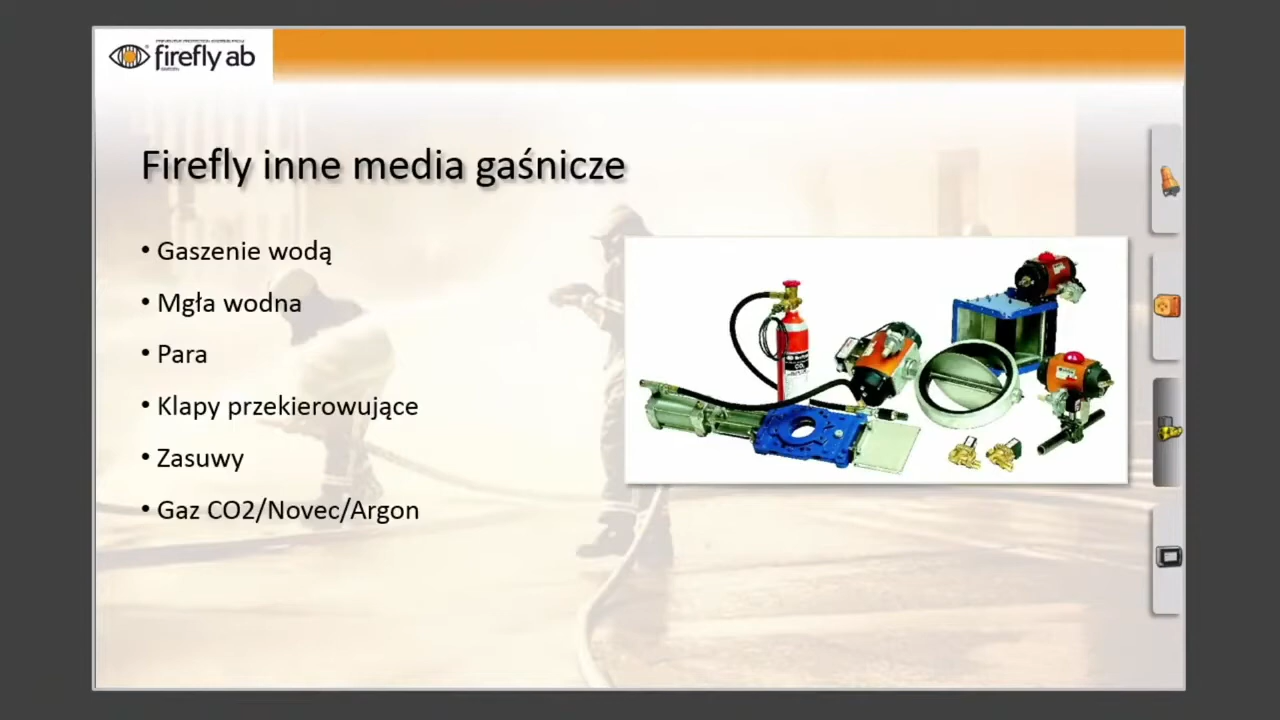 firefly ab
Firefly inne media gaśnicze
• Gaszenie wodą
• Mgła wodna
• Para
• Klapy przekierowujące
• Zasuwy
• Gaz CO2/Novec/Argon